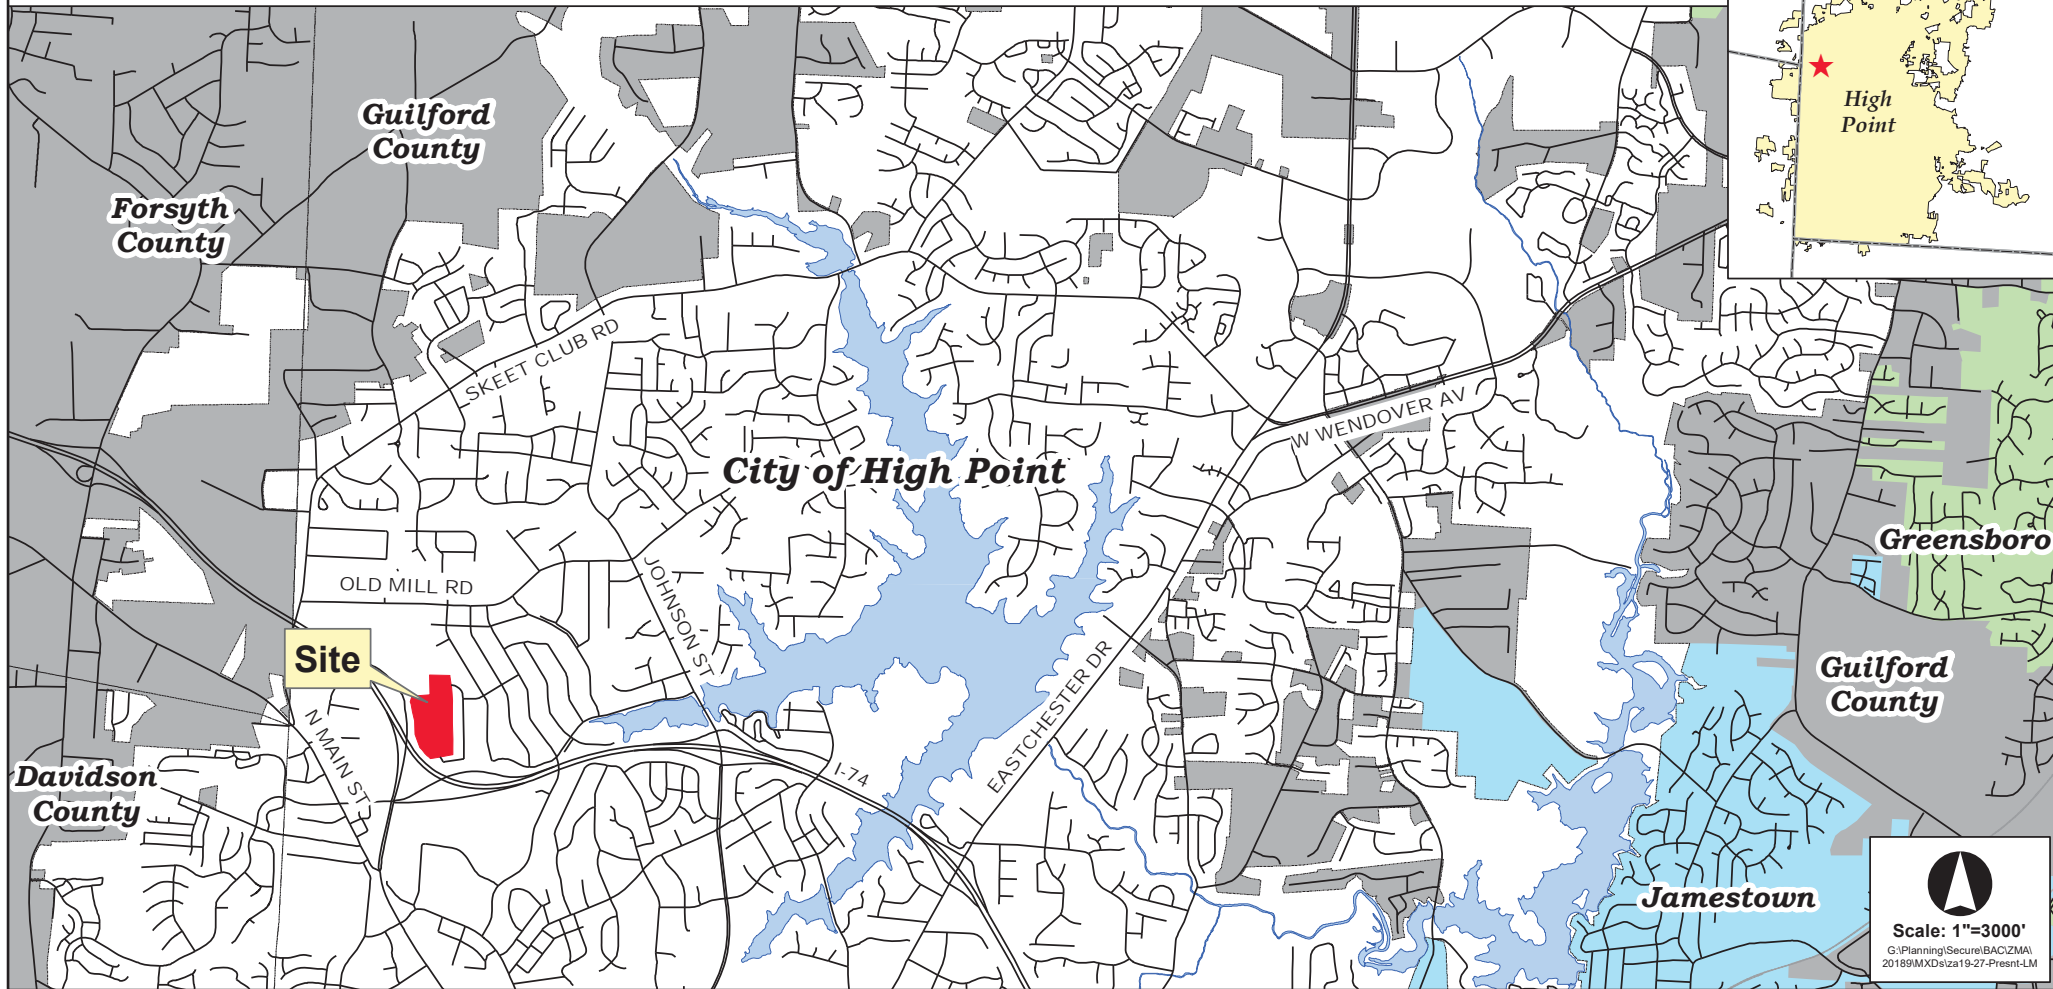 High
Point
Guilford
County
Forsyth
County
SKEET CLUB RD
W WENDOVER AV
City of High Point
Greensboro
OLD MILL RD
JOHNSON ST
Site
EASTCHESTER DR
Guilford
County
N MAIN ST
I-74
Davidson
County
Jamestown
Scale: 1"=3000'
G:\Planning\Secure\BAC\ZMA\
20189\MXDs\za19-27-Presnt-LM